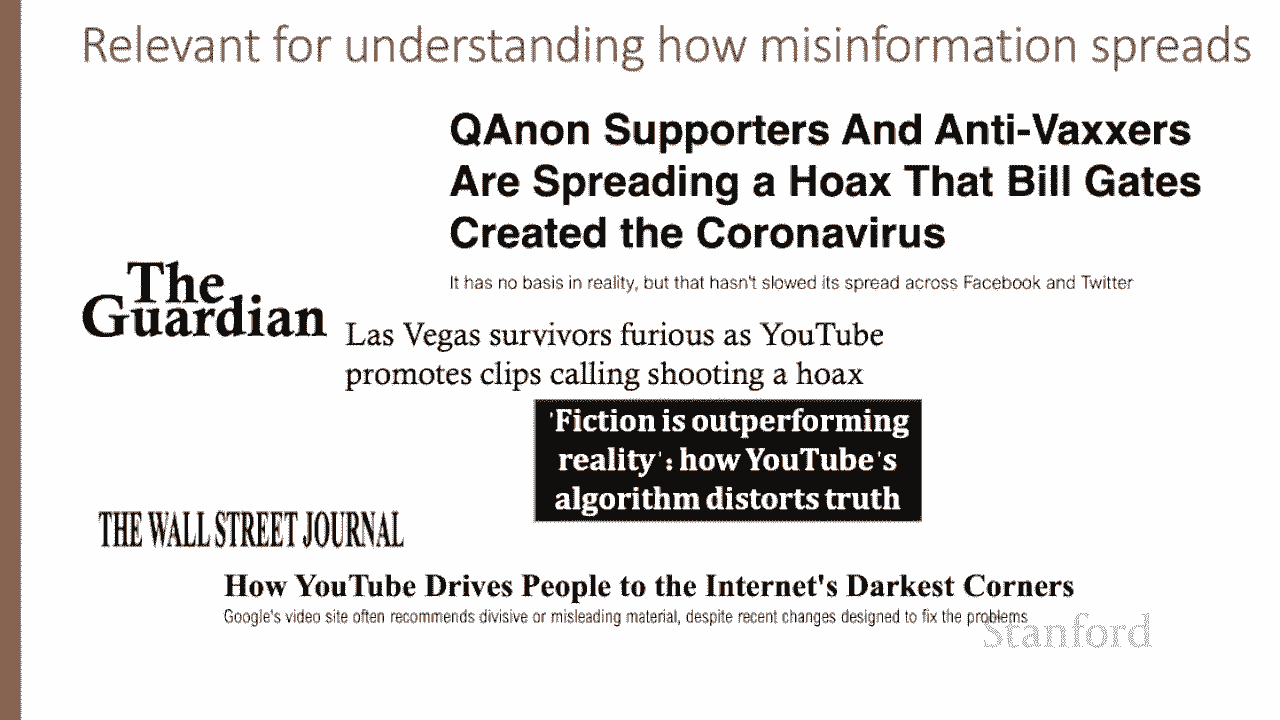 Relevant for understanding how misinformation spreads
QAnon Supporters And Anti-Vaxxers
Are Spreading a Hoax That Bill Gates
Created the Coronavirus
It has no basis in reality, but that hasn't slowed its spread across Facebook and Twitter
The
Guardian
Las Vegas survivors furious as YouTube
promotes clips calling shooting a hoax
'Fiction is outperforming
reality': how YouTube's
algorithm distorts truth
THE WALL STREET JOURNAL
How YouTube Drives People to the Internet's Darkest Corners
Google's video site often recommends divisive or misleading material, despite recent changes designed to fix the problems
Stanford